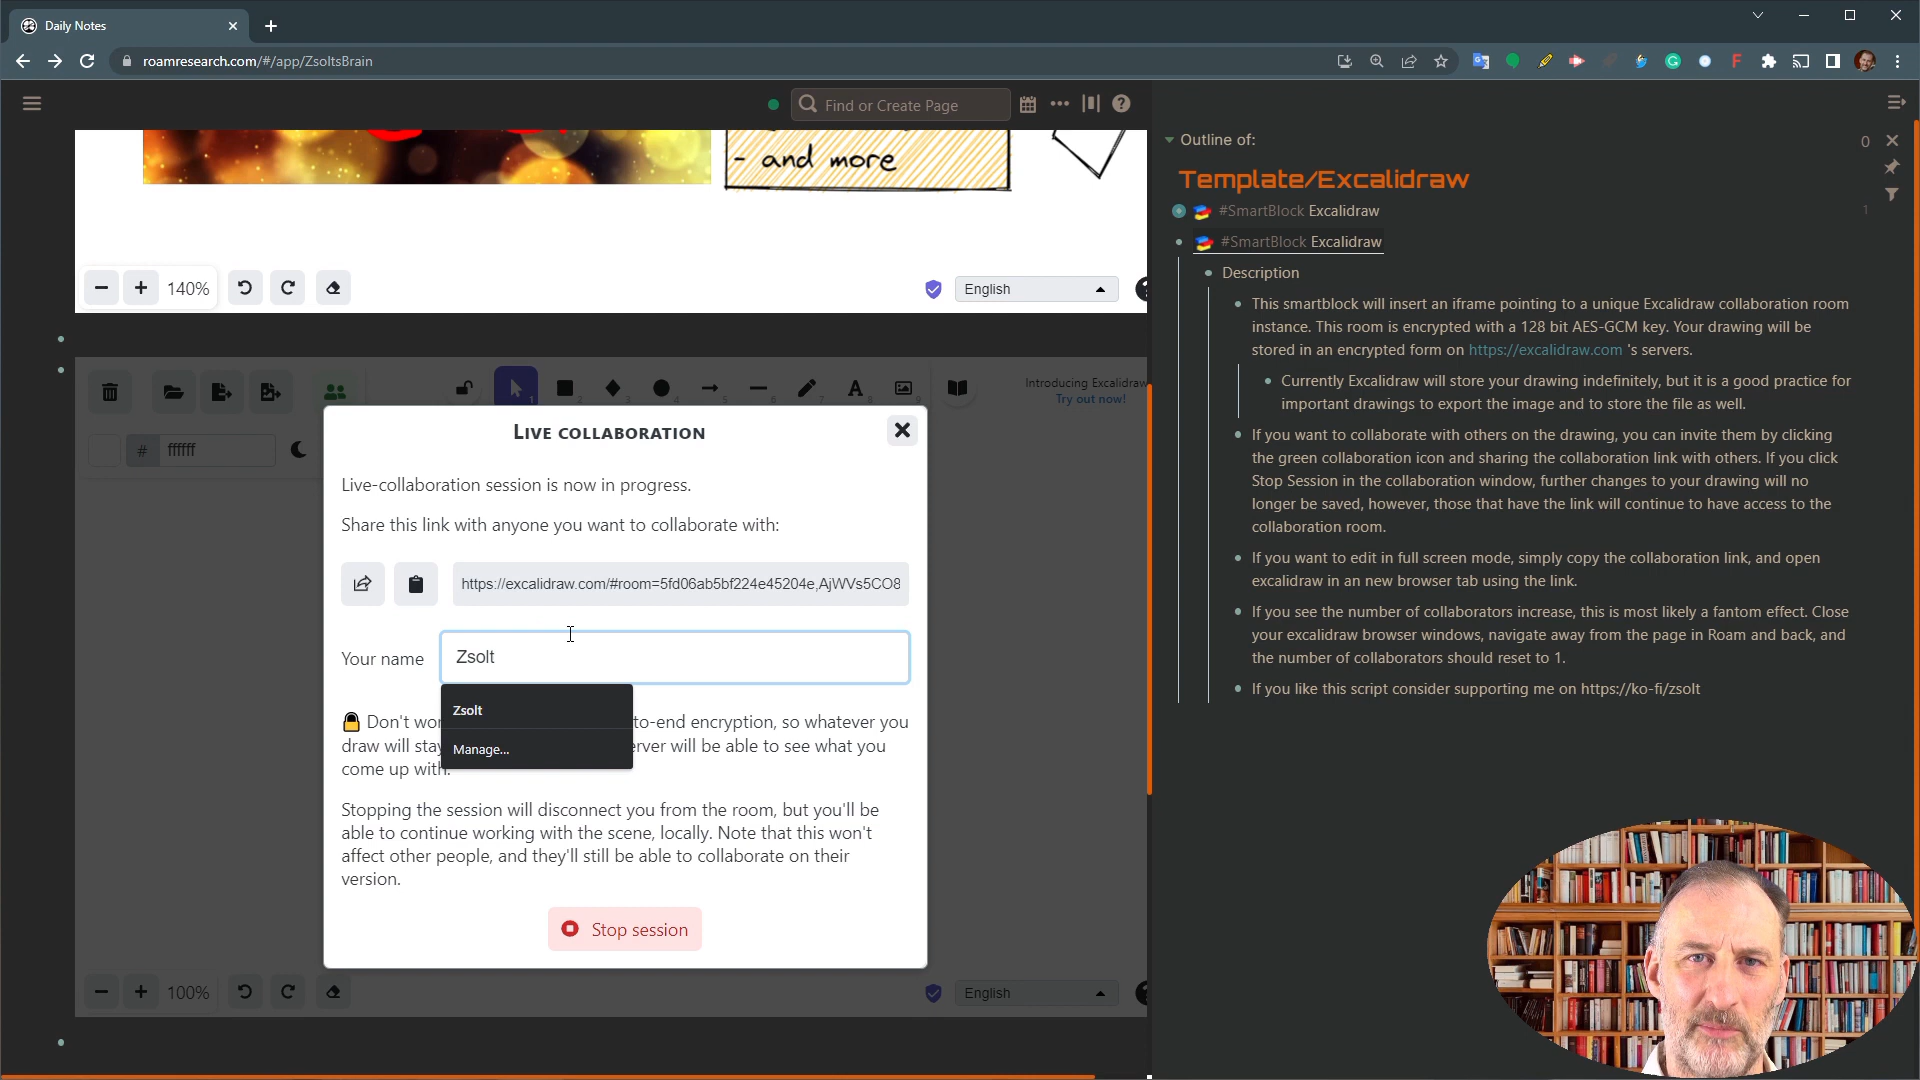 Daily Notes
roamresearch.com/#/app/ZsoltsBrain
Find or Create Page
- and more
140%
English
Introducing Excalidraw
Try out now!
1
2
3
4
5
6
7
8
9
# ffffff
LIVE COLLABORATION
Live-collaboration session is now in progress.
Share this link with anyone you want to collaborate with:
https://excalidraw.com/#room=5fd06ab5bf224e45204e,AjWVs5CO8
Your name
Zsolt
Zsolt
Manage...
Don't wor to-end encryption, so whatever you
draw will stay erver will be able to see what you
come up with.
Stopping the session will disconnect you from the room, but you'll be
able to continue working with the scene, locally. Note that this won't
affect other people, and they'll still be able to collaborate on their
version.
Stop session
100%
English
Outline of:
0
Template/Excalidraw
#SmartBlock Excalidraw
1
#SmartBlock Excalidraw
Description
This smartblock will insert an iframe pointing to a unique Excalidraw collaboration room
instance. This room is encrypted with a 128 bit AES-GCM key. Your drawing will be
stored in an encrypted form on https://excalidraw.com 's servers.
Currently Excalidraw will store your drawing indefinitely, but it is a good practice for
important drawings to export the image and to store the file as well.
If you want to collaborate with others on the drawing, you can invite them by clicking
the green collaboration icon and sharing the collaboration link with others. If you click
Stop Session in the collaboration window, further changes to your drawing will no
longer be saved, however, those that have the link will continue to have access to the
collaboration room.
If you want to edit in full screen mode, simply copy the collaboration link, and open
excalidraw in an new browser tab using the link.
If you see the number of collaborators increase, this is most likely a fantom effect. Close
your excalidraw browser windows, navigate away from the page in Roam and back, and
the number of collaborators should reset to 1.
If you like this script consider supporting me on https://ko-fi/zsolt